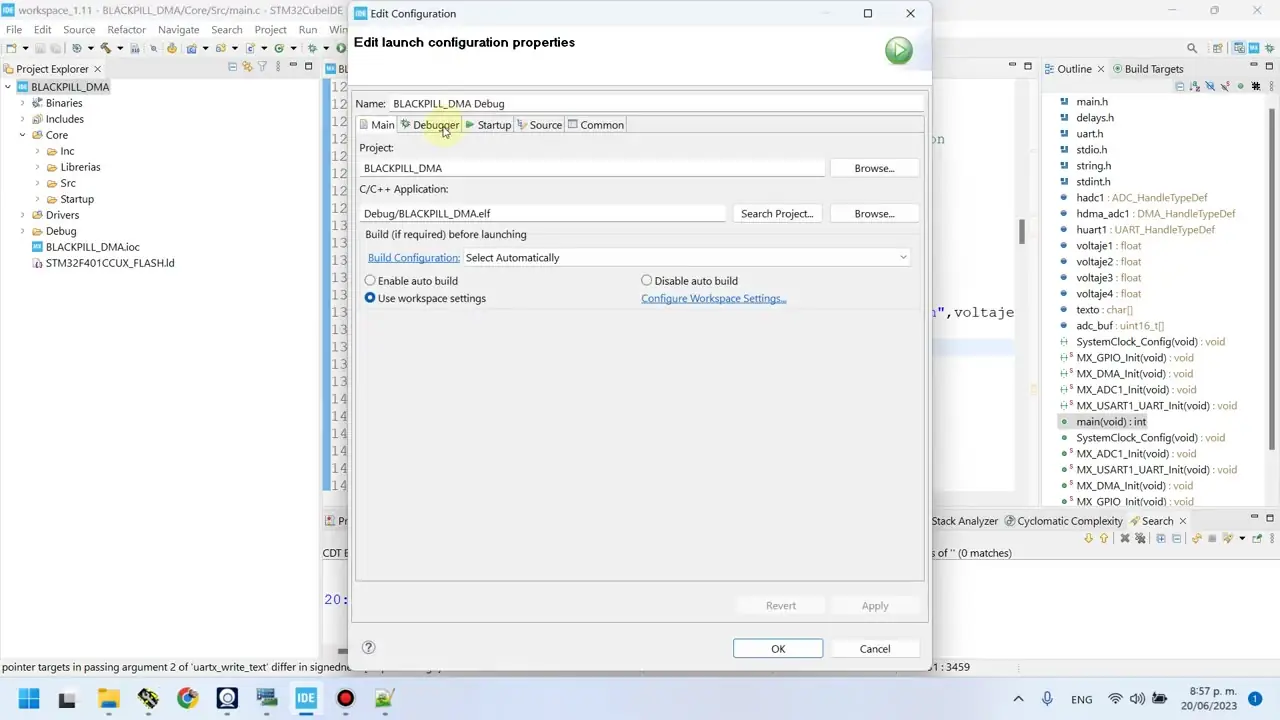 workspace_1.11 - BLACKPILL_DMA/Core/Src/main.c - STM32CubeIDE
Edit Configuration
File Edit Source Refactor Navigate Search Project Run
Edit launch configuration properties
Project Explorer
BLACKPILL_DMA
Binaries
Includes
Core
Inc
Librerias
Src
Startup
Drivers
Debug
BLACKPILL_DMA.ioc
STM32F401CCUX_FLASH.ld
Name: BLACKPILL_DMA Debug
Main Debugger Startup Source Common
Project:
BLACKPILL_DMA Browse...
C/C++ Application:
Debug/BLACKPILL_DMA.elf Search Project... Browse...
Build (if required) before launching
Build Configuration: Select Automatically
Enable auto build Disable auto build
Use workspace settings Configure Workspace Settings...
Revert Apply
OK Cancel
",voltaje
Outline Build Targets
main.h
delays.h
uart.h
stdio.h
string.h
stdint.h
hadc1 : ADC_HandleTypeDef
hdma_adc1 : DMA_HandleTypeDef
huart1 : UART_HandleTypeDef
voltaje1 : float
voltaje2 : float
voltaje3 : float
voltaje4 : float
texto : char[]
adc_buf : uint16_t[]
SystemClock_Config(void) : void
MX_GPIO_Init(void) : void
MX_DMA_Init(void) : void
MX_ADC1_Init(void) : void
MX_USART1_UART_Init(void) : void
main(void) : int
SystemClock_Config(void) : void
MX_ADC1_Init(void) : void
MX_USART1_UART_Init(void) : void
MX_DMA_Init(void) : void
MX_GPIO_Init(void) : void
Stack Analyzer Cyclomatic Complexity Search
s of '' (0 matches)
20:
pointer targets in passing argument 2 of 'uartx_write_text' differ in signedne
1 : 3459
IDE
ENG
8:57 p. m.
20/06/2023
1